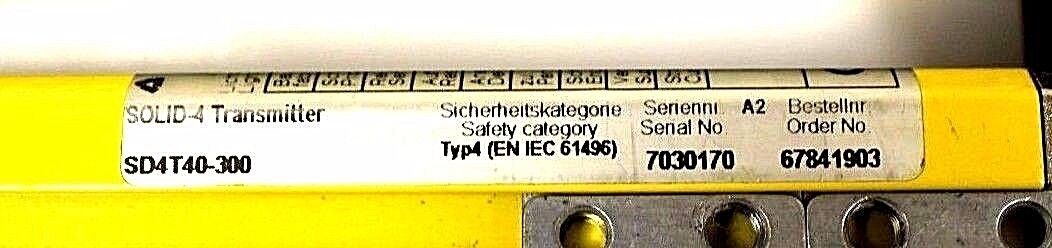 4
SOLID-4 Transmitter
Sicherheitskategorie
Safety category
Typ4 (EN IEC 61496)
Seriennr. A2
Serial No.
Bestellnr.
Order No.
SD4T40-300
7030170
67841903